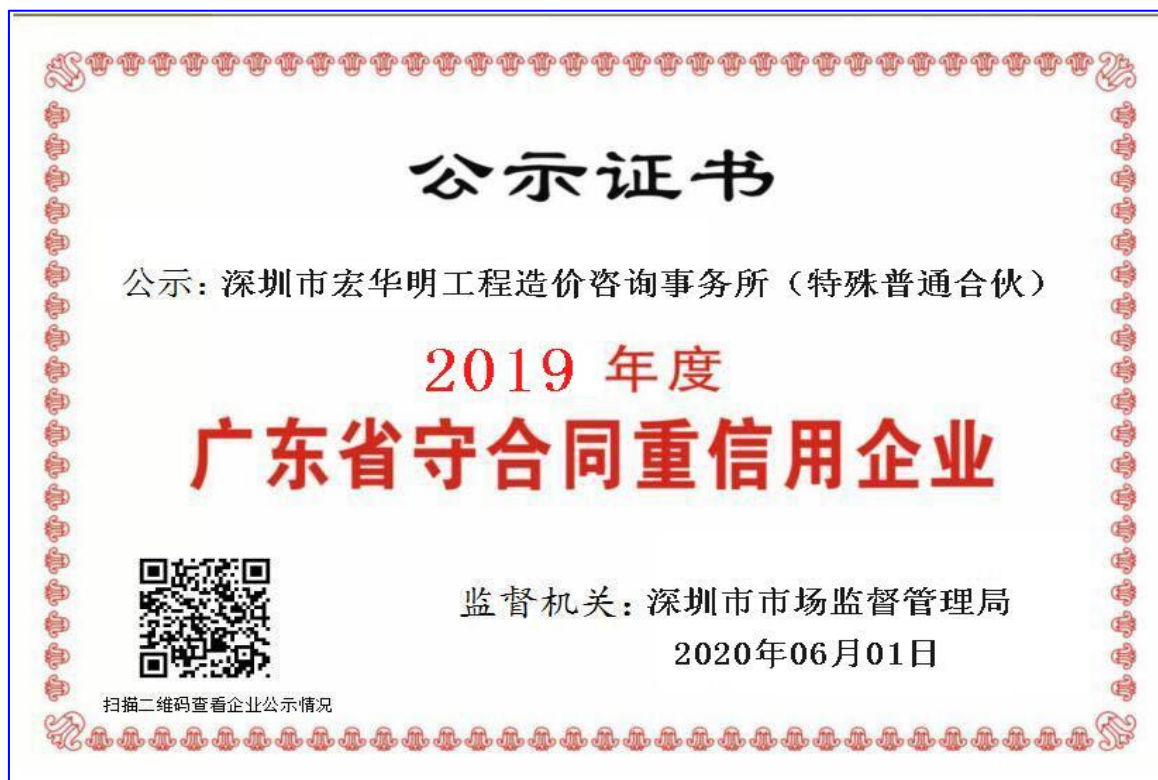 公示证书
公示：深圳市宏华明工程造价咨询事务所（特殊普通合伙）
2019 年度
广东省守合同重信用企业
监督机关：深圳市市场监督管理局
2020年06月01日
扫描二维码查看企业公示情况